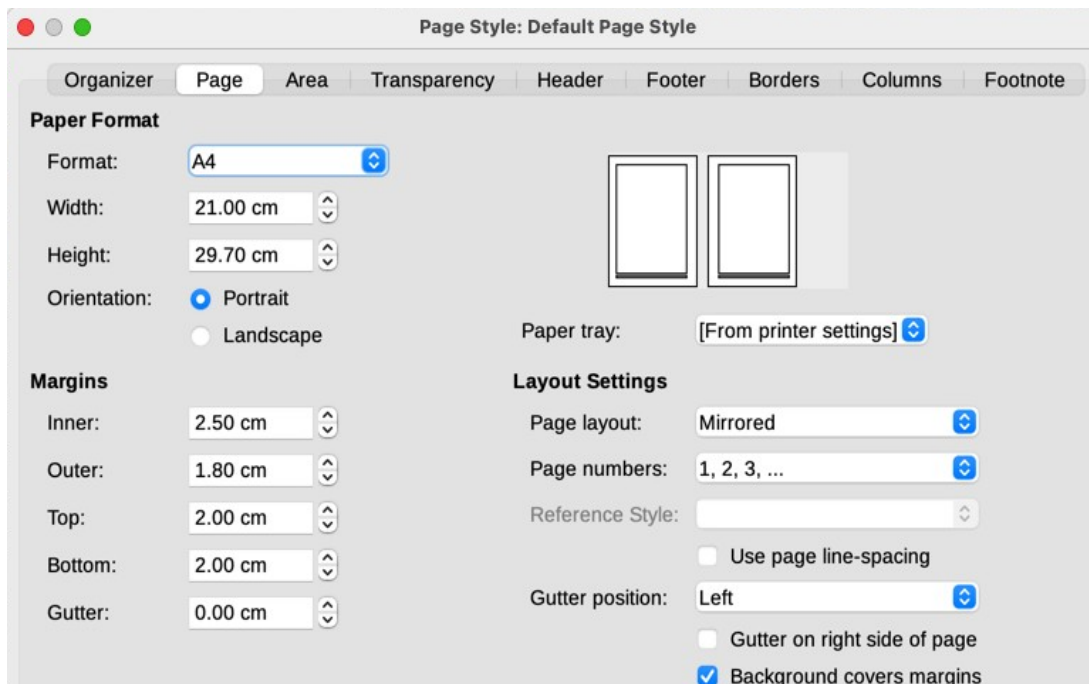 Page Style: Default Page Style
Organizer Page Area Transparency Header Footer Borders Columns Footnote
Paper Format
Format: A4
Width: 21.00 cm
Height: 29.70 cm
Orientation: Portrait
Landscape
Paper tray: [From printer settings]
Margins
Inner: 2.50 cm
Outer: 1.80 cm
Top: 2.00 cm
Bottom: 2.00 cm
Gutter: 0.00 cm
Layout Settings
Page layout: Mirrored
Page numbers: 1, 2, 3, ...
Reference Style:
Use page line-spacing
Gutter position: Left
Gutter on right side of page
Background covers margins